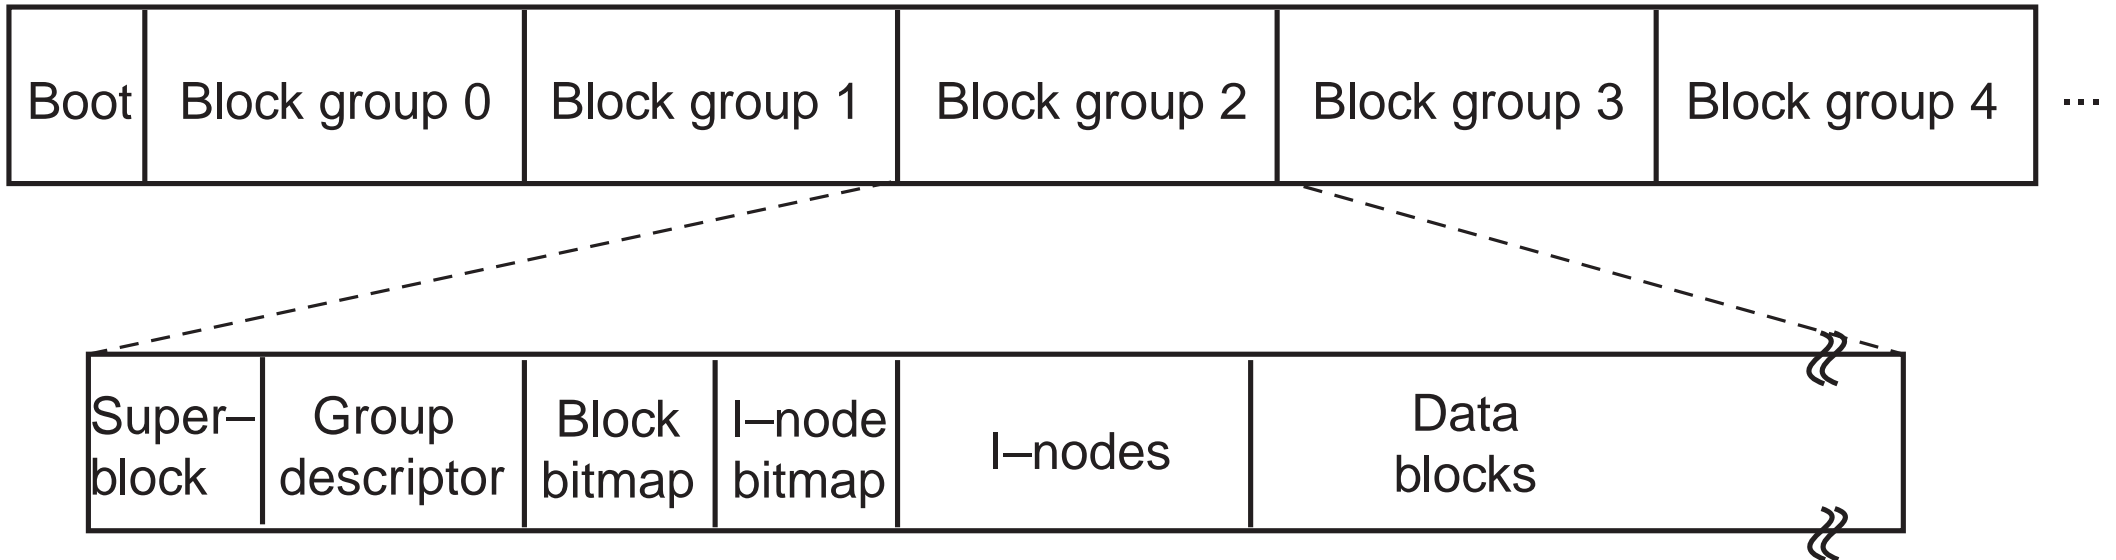 Boot Block group 0 Block group 1 Block group 2 Block group 3 Block group 4 ...
Super–
block
Group
descriptor
Block
bitmap
I–node
bitmap
I–nodes
Data
blocks